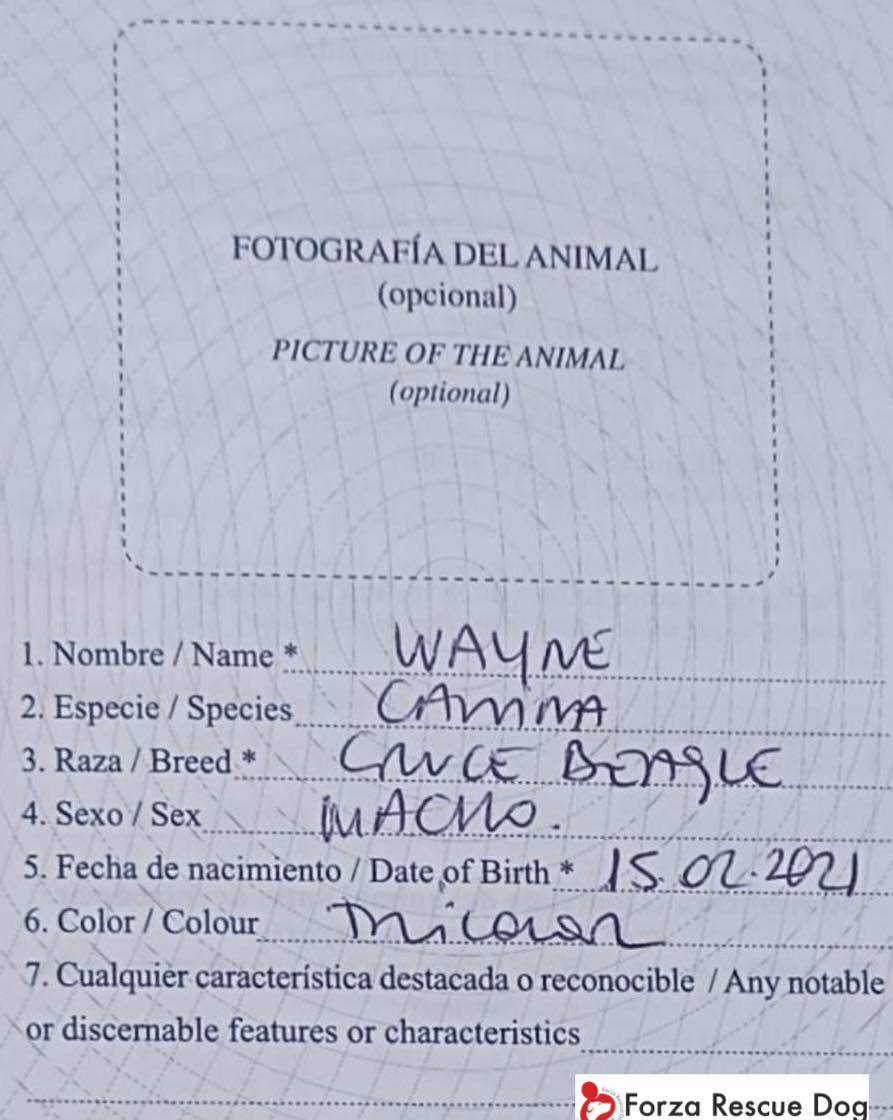 FOTOGRAFÍA DEL ANIMAL
(opcional)
PICTURE OF THE ANIMAL
(optional)
1. Nombre / Name * WAYNE
2. Especie / Species CANINA
3. Raza / Breed * CRUCE BEAGLE
4. Sexo / Sex MACHO.
5. Fecha de nacimiento / Date of Birth * 15.02.2021
6. Color / Colour Tricolor
7. Cualquier característica destacada o reconocible / Any notable
or discernable features or characteristics
Forza Rescue Dog